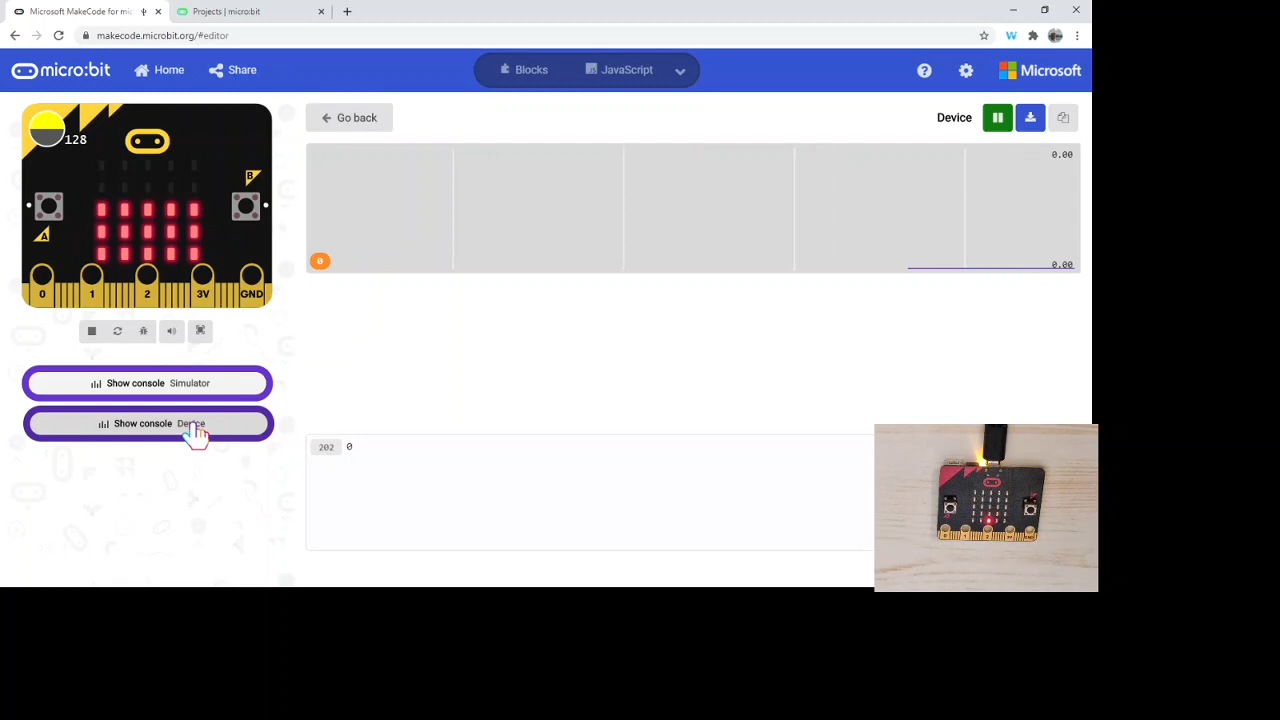 Microsoft MakeCode for mic
Projects | micro:bit
makecode.microbit.org/#editor
micro:bit
Home
Share
Blocks
JavaScript
Microsoft
128
B
A
0 1 2 3V GND
Go back
Device
0.00
0
0.00
Show console Simulator
Show console Device
202 0